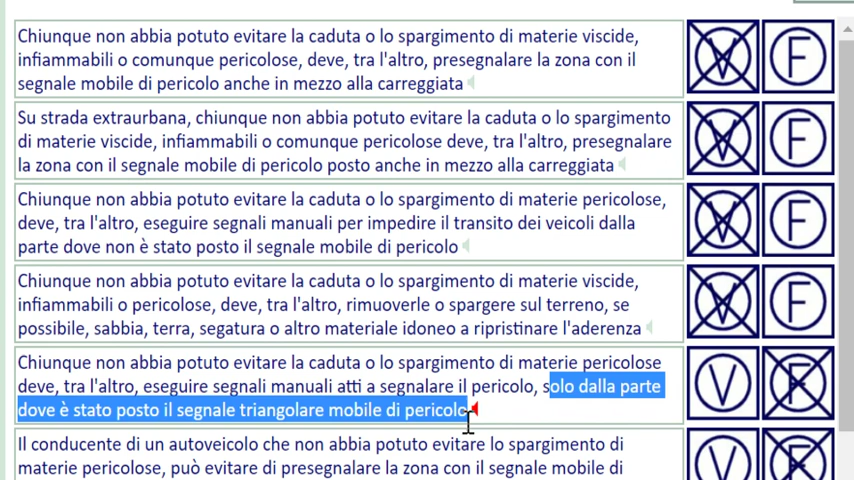 Chiunque non abbia potuto evitare la caduta o lo spargimento di materie viscide,
infiammabili o comunque pericolose, deve, tra l'altro, presegnalare la zona con il
segnale mobile di pericolo anche in mezzo alla carreggiata
V F
Su strada extraurbana, chiunque non abbia potuto evitare la caduta o lo spargimento
di materie viscide, infiammabili o comunque pericolose deve, tra l'altro, presegnalare
la zona con il segnale mobile di pericolo posto anche in mezzo alla carreggiata
V F
Chiunque non abbia potuto evitare la caduta o lo spargimento di materie pericolose,
deve, tra l'altro, eseguire segnali manuali per impedire il transito dei veicoli dalla
parte dove non è stato posto il segnale mobile di pericolo
V F
Chiunque non abbia potuto evitare la caduta o lo spargimento di materie viscide,
infiammabili o pericolose, deve, tra l'altro, rimuoverle o spargere sul terreno, se
possibile, sabbia, terra, segatura o altro materiale idoneo a ripristinare l'aderenza
V F
Chiunque non abbia potuto evitare la caduta o lo spargimento di materie pericolose
deve, tra l'altro, eseguire segnali manuali atti a segnalare il pericolo, solo dalla parte
dove è stato posto il segnale triangolare mobile di pericolo
V F
Il conducente di un autoveicolo che non abbia potuto evitare lo spargimento di
materie pericolose, può evitare di presegnalare la zona con il segnale mobile di
V F